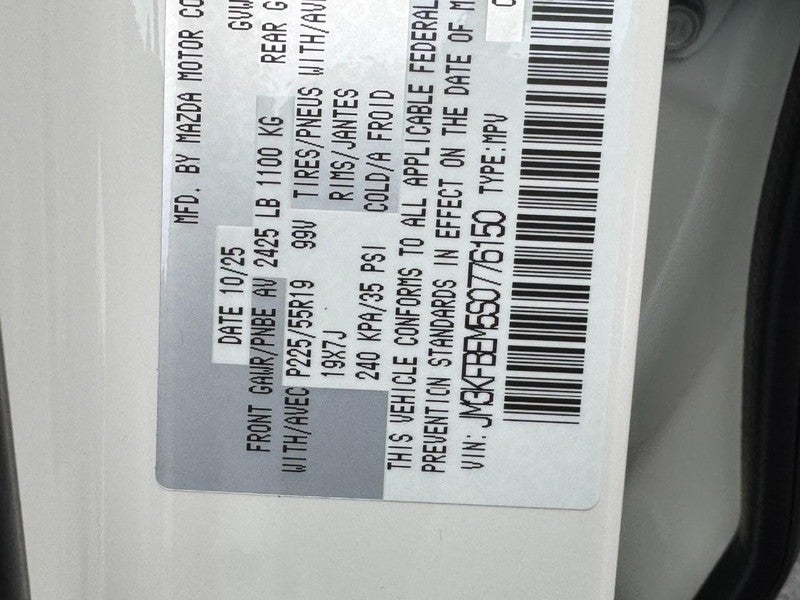 MFD. BY MAZDA MOTOR CO
DATE 10/25 GVW
FRONT GAWR/PNBE AV 2425 LB 1100 KG REAR G
WITH/AVEC P225/55R19 99V TIRES/PNEUS WITH/AVE
19X7J RIMS/JANTES
240 KPA/35 PSI COLD/A FROID
THIS VEHICLE CONFORMS TO ALL APPLICABLE FEDERAL
PREVENTION STANDARDS IN EFFECT ON THE DATE OF M
VIN: JM3KFBEM5S0776150 TYPE:MPV